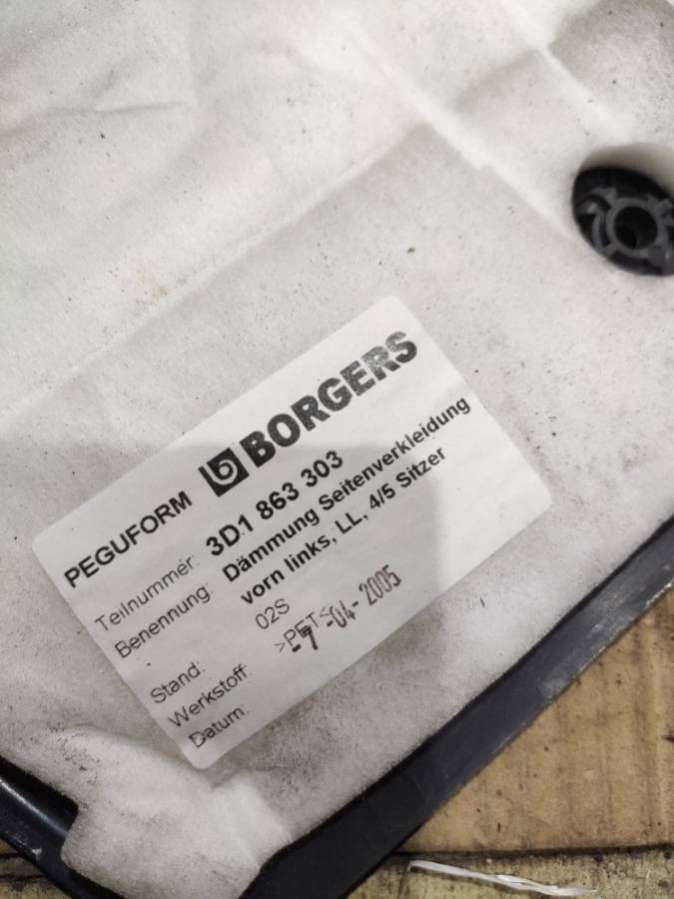 PEGUFORM BORGERS
Teilnummer: 3D1 863 303
Benennung: Dämmung Seitenverkleidung
vorn links, LL, 4/5 Sitzer
Stand: 02S
Werkstoff: >PET<
Datum: -7-04-2005